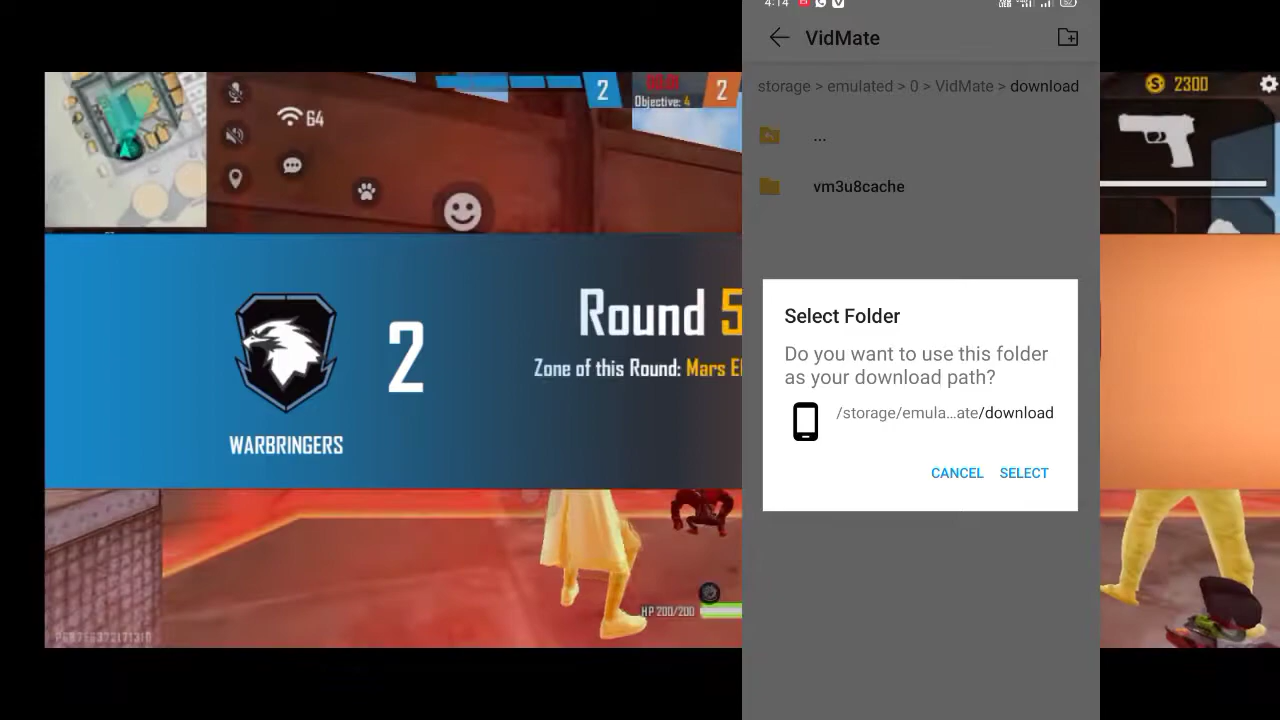 4:14
VidMate
storage > emulated > 0 > VidMate > download
...
vm3u8cache
Select Folder
Do you want to use this folder
as your download path?
/storage/emula...ate/download
CANCEL SELECT
64
2
Objective: 4
2
2300
WARBRINGERS
2
Round 5
Zone of this Round: Mars El
HP 200/200